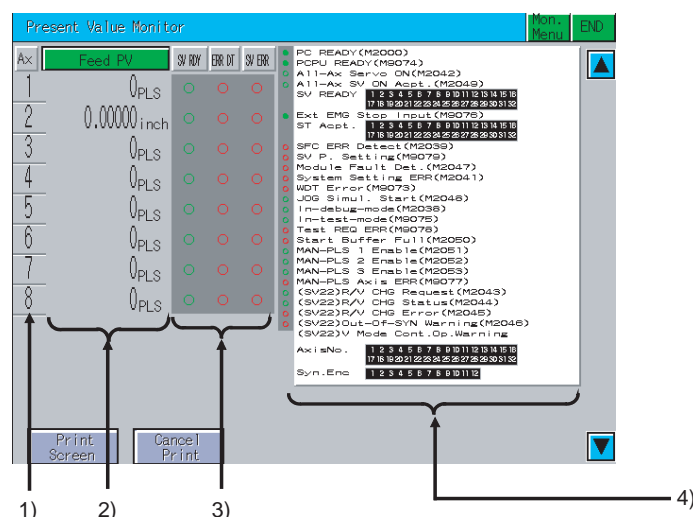 Present Value Monitor
Mon. Menu
END
Ax Feed PV SV RDY ERR DT SV ERR
1 0PLS
2 0.00000inch
3 0PLS
4 0PLS
5 0PLS
6 0PLS
7 0PLS
8 0PLS
PC READY(M2000)
PCPU READY(M9074)
All-Ax Servo ON(M2042)
All-Ax SV ON Acpt.(M2049)
SV READY 1 2 3 4 5 6 7 8 9 10 11 12 13 14 15 16
17 18 19 20 21 22 23 24 25 26 27 28 29 30 31 32
Ext EMG Stop Input(M9076)
ST Acpt. 1 2 3 4 5 6 7 8 9 10 11 12 13 14 15 16
17 18 19 20 21 22 23 24 25 26 27 28 29 30 31 32
SFC ERR Detect(M2039)
SV P. Setting(M9079)
Module Fault Det.(M2047)
System Setting ERR(M2041)
WDT Error(M9073)
JOG Simul. Start(M2048)
In-debug-mode(M2038)
In-test-mode(M9075)
Test REQ ERR(M9078)
Start Buffer Full(M2050)
MAN-PLS 1 Enable(M2051)
MAN-PLS 2 Enable(M2052)
MAN-PLS 3 Enable(M2053)
MAN-PLS Axis ERR(M9077)
(SV22)R/V CHG Request(M2043)
(SV22)R/V CHG Status(M2044)
(SV22)R/V CHG Error(M2045)
(SV22)Out-Of-SYN Warning(M2046)
(SV22)V Mode Cont.Op.Warning
AxisNo. 1 2 3 4 5 6 7 8 9 10 11 12 13 14 15 16
17 18 19 20 21 22 23 24 25 26 27 28 29 30 31 32
Syn.Enc 1 2 3 4 5 6 7 8 9 10 11 12
Print Screen
Cancel Print
1) 2) 3) 4)